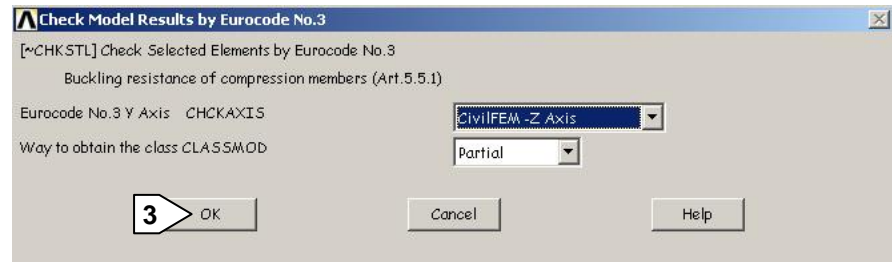 Check Model Results by Eurocode No.3
[~CHKSTL] Check Selected Elements by Eurocode No.3
Buckling resistance of compression members (Art.5.5.1)
Eurocode No.3 Y Axis CHCKAXIS CivilFEM -Z Axis
Way to obtain the class CLASSMOD Partial
3 OK Cancel Help